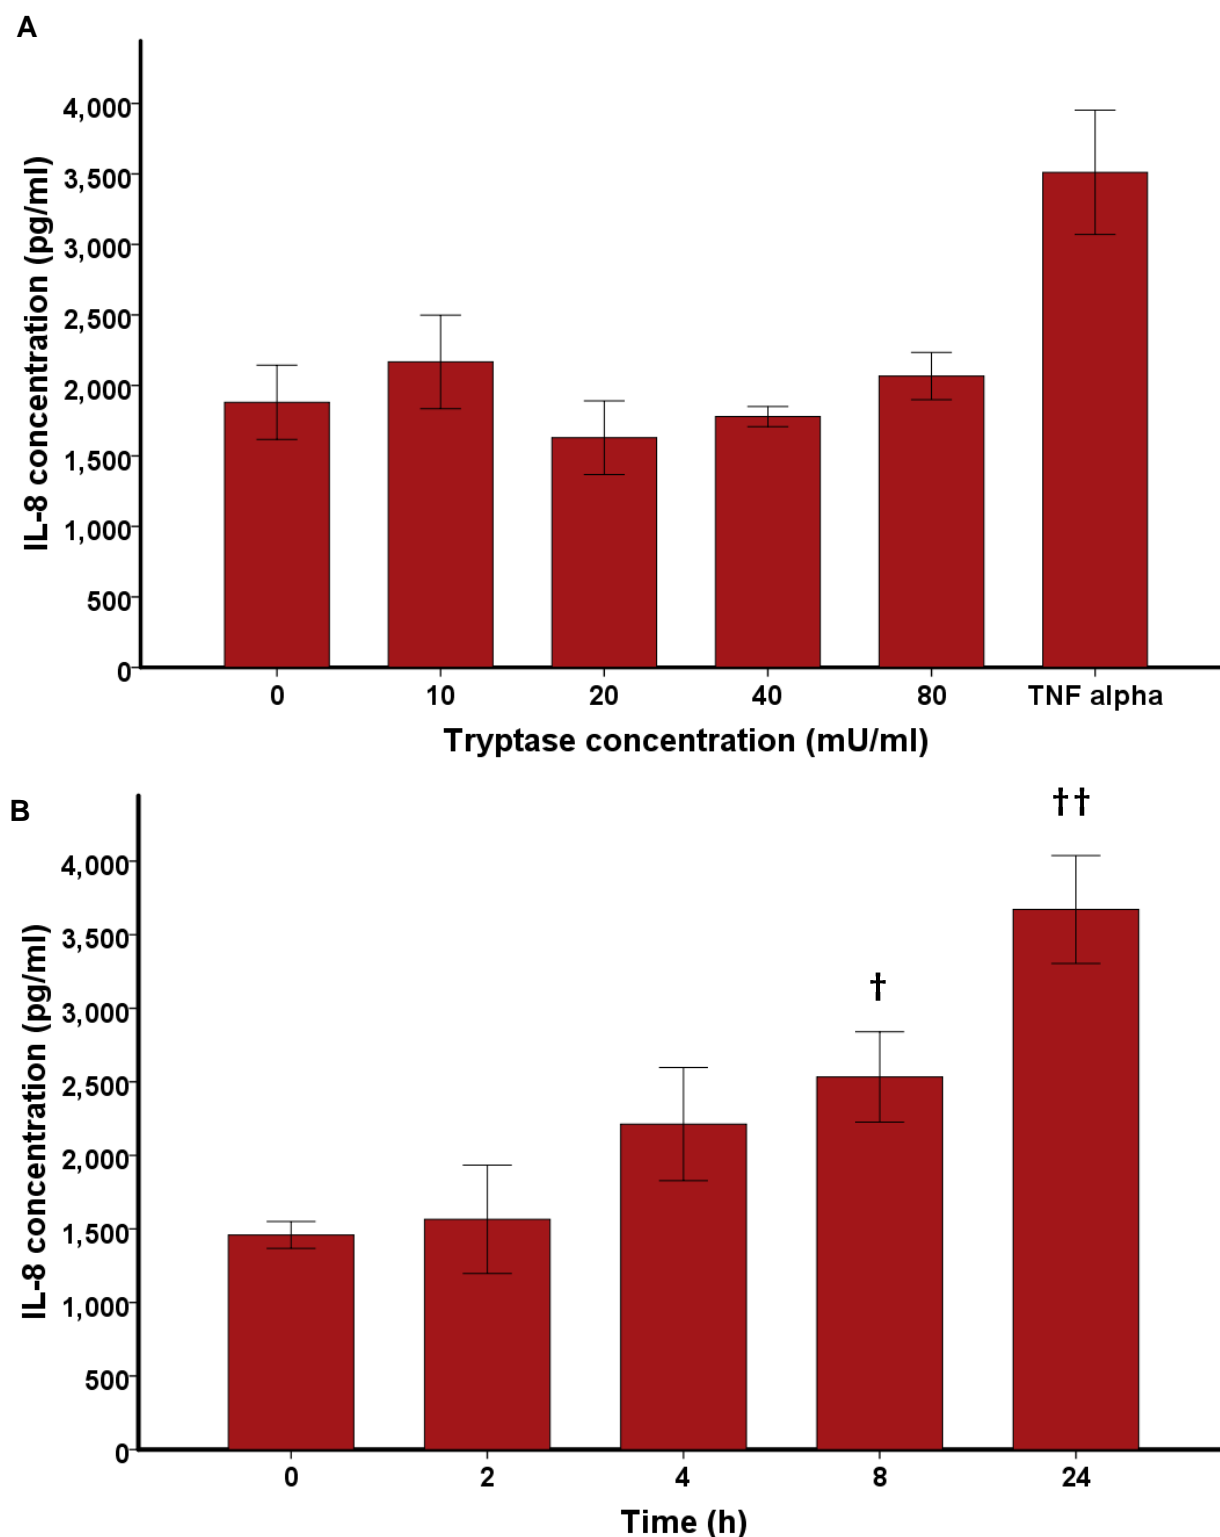 A
IL-8 concentration (pg/ml)
4,000
3,500
3,000
2,500
2,000
1,500
1,000
500
0
0 10 20 40 80 TNF alpha
Tryptase concentration (mU/ml)
B
††
†
IL-8 concentration (pg/ml)
4,000
3,500
3,000
2,500
2,000
1,500
1,000
500
0
0 2 4 8 24
Time (h)